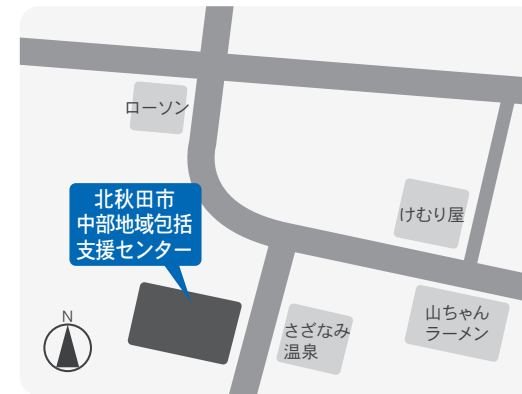 ローソン
北秋田市
中部地域包括
支援センター
けむり屋
山ちゃん
ラーメン
さざなみ
温泉
N